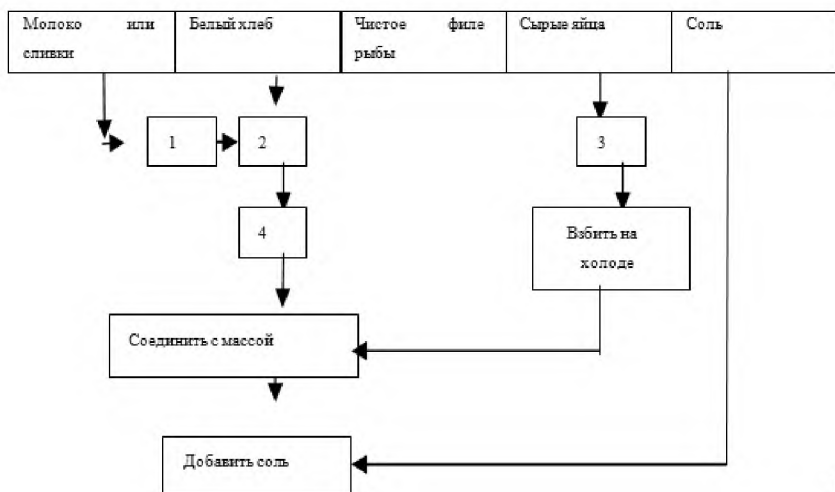 Молоко или
сливки
Белый хлеб
Чистое филе
рыбы
Сырые яйца
Соль
1
2
3
4
Взбить на
холоде
Соединить с массой
Добавить соль